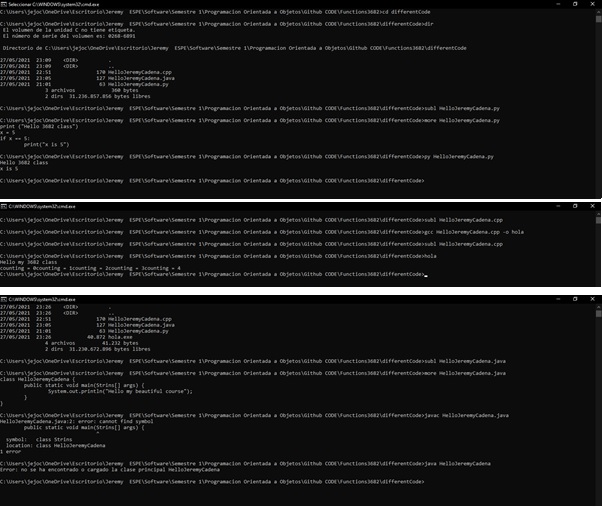 Seleccionar C:\WINDOWS\system32\cmd.exe
C:\Users\jejoc\OneDrive\Escritorio\Jeremy  ESPE\Software\Semestre 1\Programacion Orientada a Objetos\Github CODE\Functions3682>cd differentCode
C:\Users\jejoc\OneDrive\Escritorio\Jeremy  ESPE\Software\Semestre 1\Programacion Orientada a Objetos\Github CODE\Functions3682\differentCode>dir
El volumen de la unidad C no tiene etiqueta.
El número de serie del volumen es: 0268-6891
Directorio de C:\Users\jejoc\OneDrive\Escritorio\Jeremy  ESPE\Software\Semestre 1\Programacion Orientada a Objetos\Github CODE\Functions3682\differentCode
27/05/2021  23:09    <DIR>          .
27/05/2021  23:09    <DIR>          ..
27/05/2021  22:51               170 HelloJeremyCadena.cpp
27/05/2021  23:05               127 HelloJeremyCadena.java
27/05/2021  21:01                63 HelloJeremyCadena.py
3 archivos            360 bytes
2 dirs  31.236.857.856 bytes libres
C:\Users\jejoc\OneDrive\Escritorio\Jeremy  ESPE\Software\Semestre 1\Programacion Orientada a Objetos\Github CODE\Functions3682\differentCode>subl HelloJeremyCadena.py
C:\Users\jejoc\OneDrive\Escritorio\Jeremy  ESPE\Software\Semestre 1\Programacion Orientada a Objetos\Github CODE\Functions3682\differentCode>more HelloJeremyCadena.py
print ("Hello 3682 class")
x = 5
if x == 5:
print("x is 5")
C:\Users\jejoc\OneDrive\Escritorio\Jeremy  ESPE\Software\Semestre 1\Programacion Orientada a Objetos\Github CODE\Functions3682\differentCode>py HelloJeremyCadena.py
Hello 3682 class
x is 5
C:\Users\jejoc\OneDrive\Escritorio\Jeremy  ESPE\Software\Semestre 1\Programacion Orientada a Objetos\Github CODE\Functions3682\differentCode>
C:\WINDOWS\system32\cmd.exe
C:\Users\jejoc\OneDrive\Escritorio\Jeremy  ESPE\Software\Semestre 1\Programacion Orientada a Objetos\Github CODE\Functions3682\differentCode>subl HelloJeremyCadena.cpp
C:\Users\jejoc\OneDrive\Escritorio\Jeremy  ESPE\Software\Semestre 1\Programacion Orientada a Objetos\Github CODE\Functions3682\differentCode>gcc HelloJeremyCadena.cpp -o hola
C:\Users\jejoc\OneDrive\Escritorio\Jeremy  ESPE\Software\Semestre 1\Programacion Orientada a Objetos\Github CODE\Functions3682\differentCode>subl HelloJeremyCadena.cpp
C:\Users\jejoc\OneDrive\Escritorio\Jeremy  ESPE\Software\Semestre 1\Programacion Orientada a Objetos\Github CODE\Functions3682\differentCode>hola
Hello my 3682 class
counting = 0counting = 1counting = 2counting = 3counting = 4
C:\Users\jejoc\OneDrive\Escritorio\Jeremy  ESPE\Software\Semestre 1\Programacion Orientada a Objetos\Github CODE\Functions3682\differentCode>
C:\WINDOWS\system32\cmd.exe
27/05/2021  23:26    <DIR>          .
27/05/2021  23:26    <DIR>          ..
27/05/2021  22:51               170 HelloJeremyCadena.cpp
27/05/2021  23:05               127 HelloJeremyCadena.java
27/05/2021  21:01                63 HelloJeremyCadena.py
27/05/2021  23:26            40.872 hola.exe
4 archivos         41.232 bytes
2 dirs  31.230.672.896 bytes libres
C:\Users\jejoc\OneDrive\Escritorio\Jeremy  ESPE\Software\Semestre 1\Programacion Orientada a Objetos\Github CODE\Functions3682\differentCode>subl HelloJeremyCadena.java
C:\Users\jejoc\OneDrive\Escritorio\Jeremy  ESPE\Software\Semestre 1\Programacion Orientada a Objetos\Github CODE\Functions3682\differentCode>more HelloJeremyCadena.java
class HelloJeremyCadena {
public static void main(Strins[] args) {
System.out.println("Hello my beautiful course");
}
}
C:\Users\jejoc\OneDrive\Escritorio\Jeremy  ESPE\Software\Semestre 1\Programacion Orientada a Objetos\Github CODE\Functions3682\differentCode>javac HelloJeremyCadena.java
HelloJeremyCadena.java:2: error: cannot find symbol
public static void main(Strins[] args) {
^
symbol:   class Strins
location: class HelloJeremyCadena
1 error
C:\Users\jejoc\OneDrive\Escritorio\Jeremy  ESPE\Software\Semestre 1\Programacion Orientada a Objetos\Github CODE\Functions3682\differentCode>java HelloJeremyCadena
Error: no se ha encontrado o cargado la clase principal HelloJeremyCadena
C:\Users\jejoc\OneDrive\Escritorio\Jeremy  ESPE\Software\Semestre 1\Programacion Orientada a Objetos\Github CODE\Functions3682\differentCode>